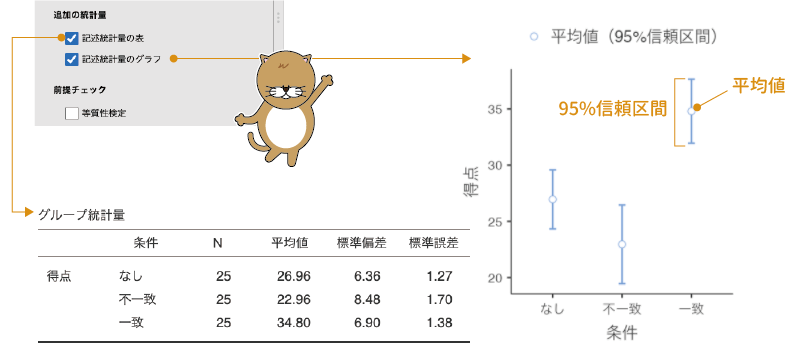 追加の統計量
記述統計量の表
記述統計量のグラフ
前提チェック
等質性検定
グループ統計量
条件 N 平均値 標準偏差 標準誤差
得点 なし 25 26.96 6.36 1.27
不一致 25 22.96 8.48 1.70
一致 25 34.80 6.90 1.38
平均値（95%信頼区間）
平均値
95%信頼区間
35
30
25
20
得点
なし 不一致 一致
条件